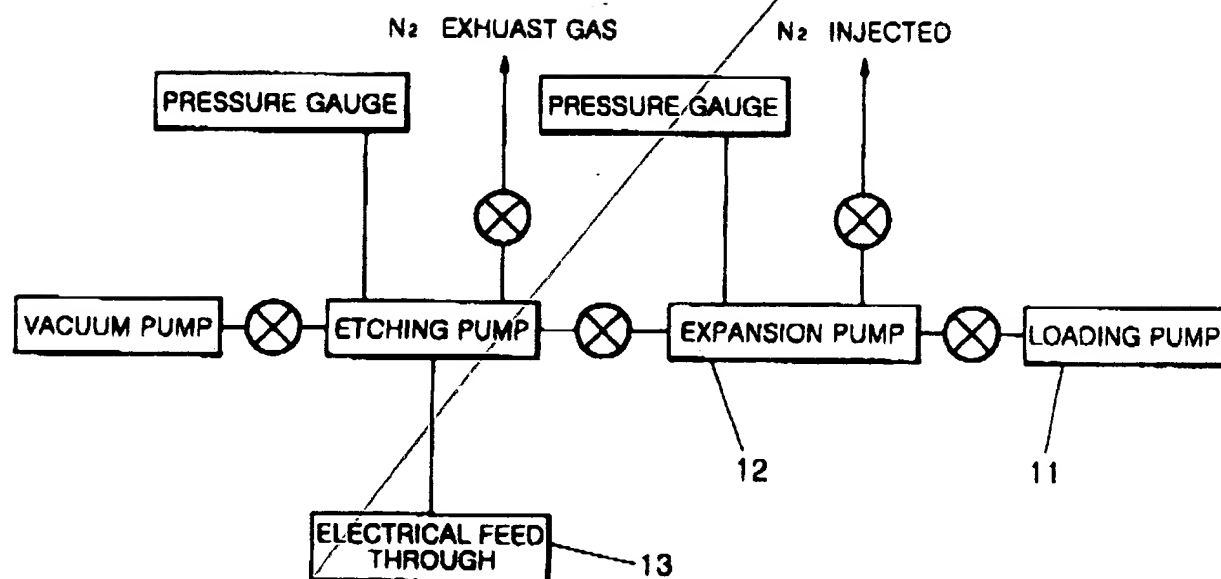 N2 EXHUAST GAS
N2 INJECTED
PRESSURE GAUGE
PRESSURE GAUGE
VACUUM PUMP
ETCHING PUMP
EXPANSION PUMP
LOADING PUMP
12
11
ELECTRICAL FEED
THROUGH
13